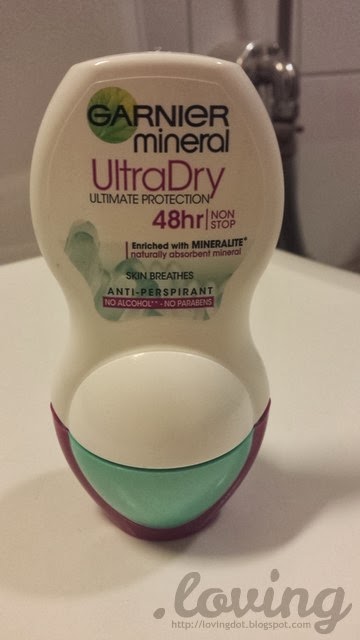 GARNIER
mineral
UltraDry
ULTIMATE PROTECTION
48hr NON STOP
Enriched with MINERALITE*
naturally absorbent mineral
SKIN BREATHES
ANTI-PERSPIRANT
NO ALCOHOL** - NO PARABENS
.loving
http://lovingdot.blogspot.com